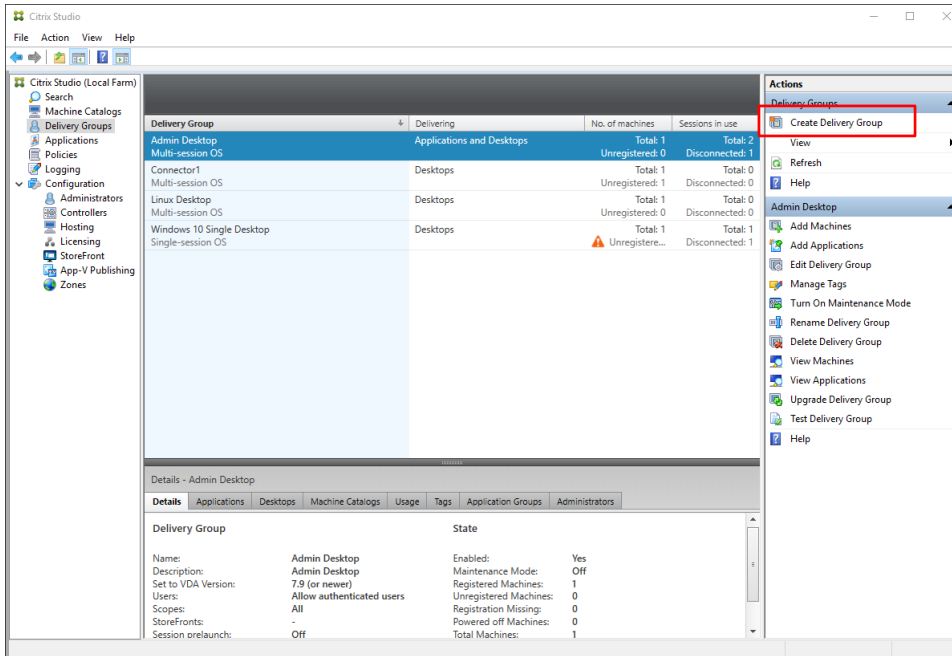 Citrix Studio
File Action View Help
Citrix Studio (Local Farm)
Search
Machine Catalogs
Delivery Groups
Applications
Policies
Logging
Configuration
Administrators
Controllers
Hosting
Licensing
StoreFront
App-V Publishing
Zones
Delivery Group Delivering No. of machines Sessions in use
Admin Desktop Applications and Desktops Total: 1 Total: 2
Multi-session OS Unregistered: 0 Disconnected: 1
Connector1 Desktops Total: 1 Total: 0
Multi-session OS Unregistered: 1 Disconnected: 0
Linux Desktop Desktops Total: 1 Total: 0
Multi-session OS Unregistered: 0 Disconnected: 0
Windows 10 Single Desktop Desktops Total: 1 Total: 1
Single-session OS Unregistere... Disconnected: 1
Details - Admin Desktop
Details Applications Desktops Machine Catalogs Usage Tags Application Groups Administrators
Delivery Group State
Name: Admin Desktop Enabled: Yes
Description: Admin Desktop Maintenance Mode: Off
Set to VDA Version: 7.9 (or newer) Registered Machines: 1
Users: Allow authenticated users Unregistered Machines: 0
Scopes: All Registration Missing: 0
StoreFronts: - Powered off Machines: 0
Session prelaunch: Off Total Machines: 1
Actions
Delivery Groups
Create Delivery Group
View
Refresh
Help
Admin Desktop
Add Machines
Add Applications
Edit Delivery Group
Manage Tags
Turn On Maintenance Mode
Rename Delivery Group
Delete Delivery Group
View Machines
View Applications
Upgrade Delivery Group
Test Delivery Group
Help